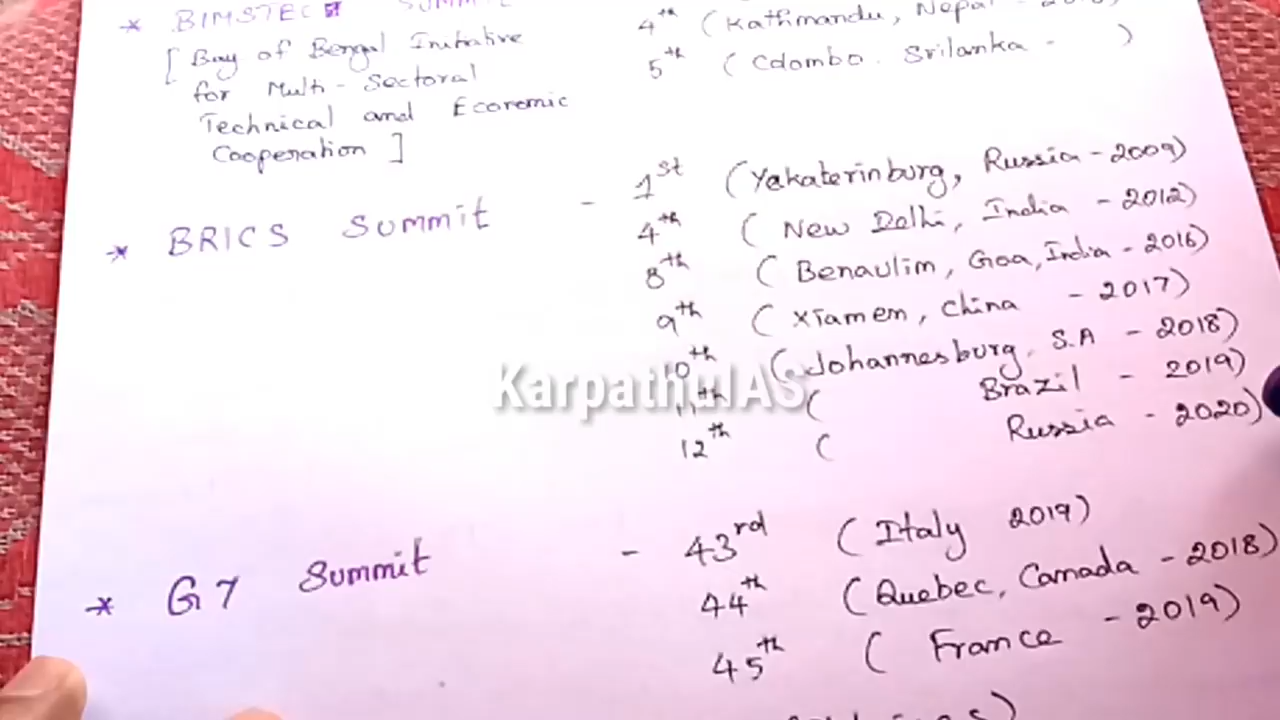 * BIMSTEC SUMMIT
4th (Kathmandu, Nepal - 2018)
[Bay of Bengal Initiative
5th (Colombo. Srilanka - )
for Multi-Sectoral
Technical and Economic
Cooperation]
* BRICS Summit - 1st (Yakaterinburg, Russia - 2009)
4th (New Delhi, India - 2012)
8th (Benaulim, Goa, India - 2016)
9th (Xiamen, China - 2017)
10th (Johannesburg, S.A - 2018)
11th ( Brazil - 2019)
12th ( Russia - 2020)
KarpathuIAS
* G7 Summit - 43rd (Italy 2019)
44th (Quebec, Canada - 2018)
45th ( France - 2019)